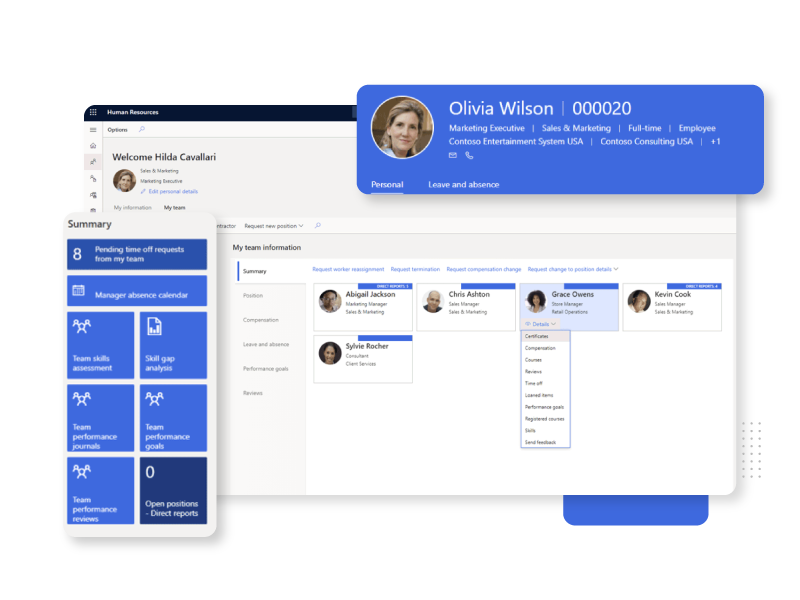 Human Resources
Options
Welcome Hilda Cavallari
Sales & Marketing
Marketing Executive
Edit personal details
My information My team
Olivia Wilson | 000020
Marketing Executive | Sales & Marketing | Full-time | Employee
Contoso Entertainment System USA | Contoso Consulting USA | +1
Personal Leave and absence
Summary
8 Pending time off requests
from my team
Manager absence calendar
Team skills
assessment
Skill gap
analysis
Team
performance
journals
Team
performance
goals
Team
performance
reviews
0
Open positions
- Direct reports
Request new position
My team information
Summary
Position
Compensation
Leave and absence
Performance goals
Reviews
Request worker reassignment Request termination Request compensation change Request change to position details
Abigail Jackson
Marketing Manager
Sales & Marketing
Chris Ashton
Sales Manager
Sales & Marketing
Grace Owens
Store Manager
Retail Operations
Details
DIRECT REPORTS: 4
Kevin Cook
Sales Manager
Sales & Marketing
Sylvie Rocher
Consultant
Client Services
Certificates
Compensation
Courses
Reviews
Time off
Loaned items
Performance goals
Registered courses
Skills
Send feedback